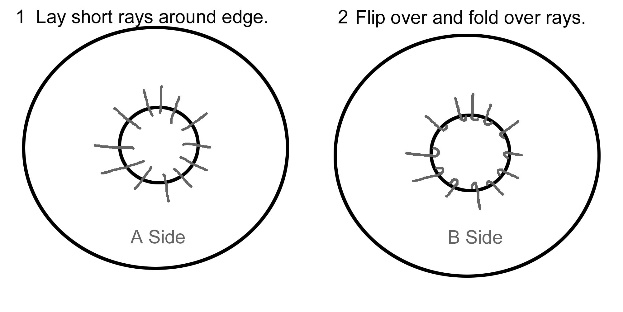 1 Lay short rays around edge.
2 Flip over and fold over rays.
A Side
B Side